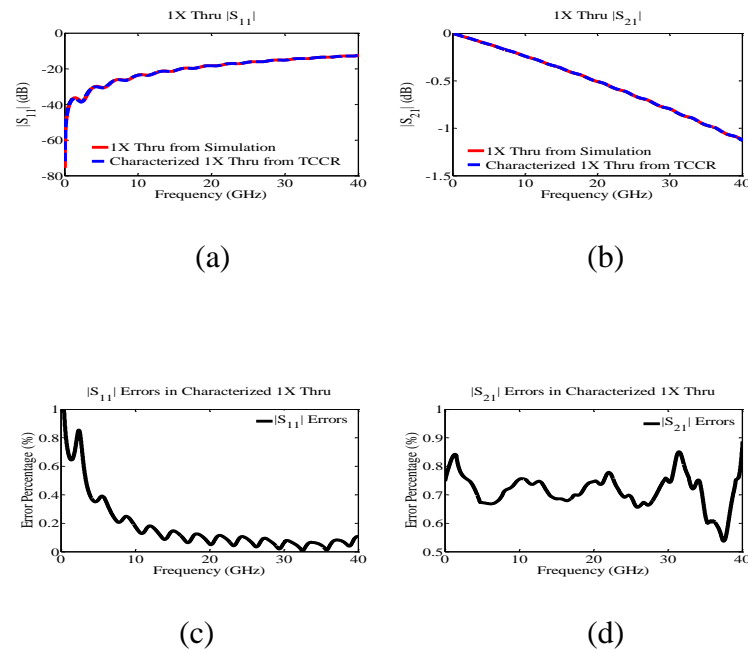 1X Thru |S11|
|S11| (dB)
0
-20
-40
-60
-80
1X Thru from Simulation
Characterized 1X Thru from TCCR
0
10
20
30
40
Frequency (GHz)
(a)
1X Thru |S21|
|S21| (dB)
0
-0.5
-1
-1.5
1X Thru from Simulation
Characterized 1X Thru from TCCR
0
10
20
30
40
Frequency (GHz)
(b)
|S11| Errors in Characterized 1X Thru
Error Percentage (%)
1
0.8
0.6
0.4
0.2
0
|S11| Errors
0
10
20
30
40
Frequency (GHz)
(c)
|S21| Errors in Characterized 1X Thru
Error Percentage (%)
0.9
0.8
0.7
0.6
0.5
|S21| Errors
0
10
20
30
40
Frequency (GHz)
(d)